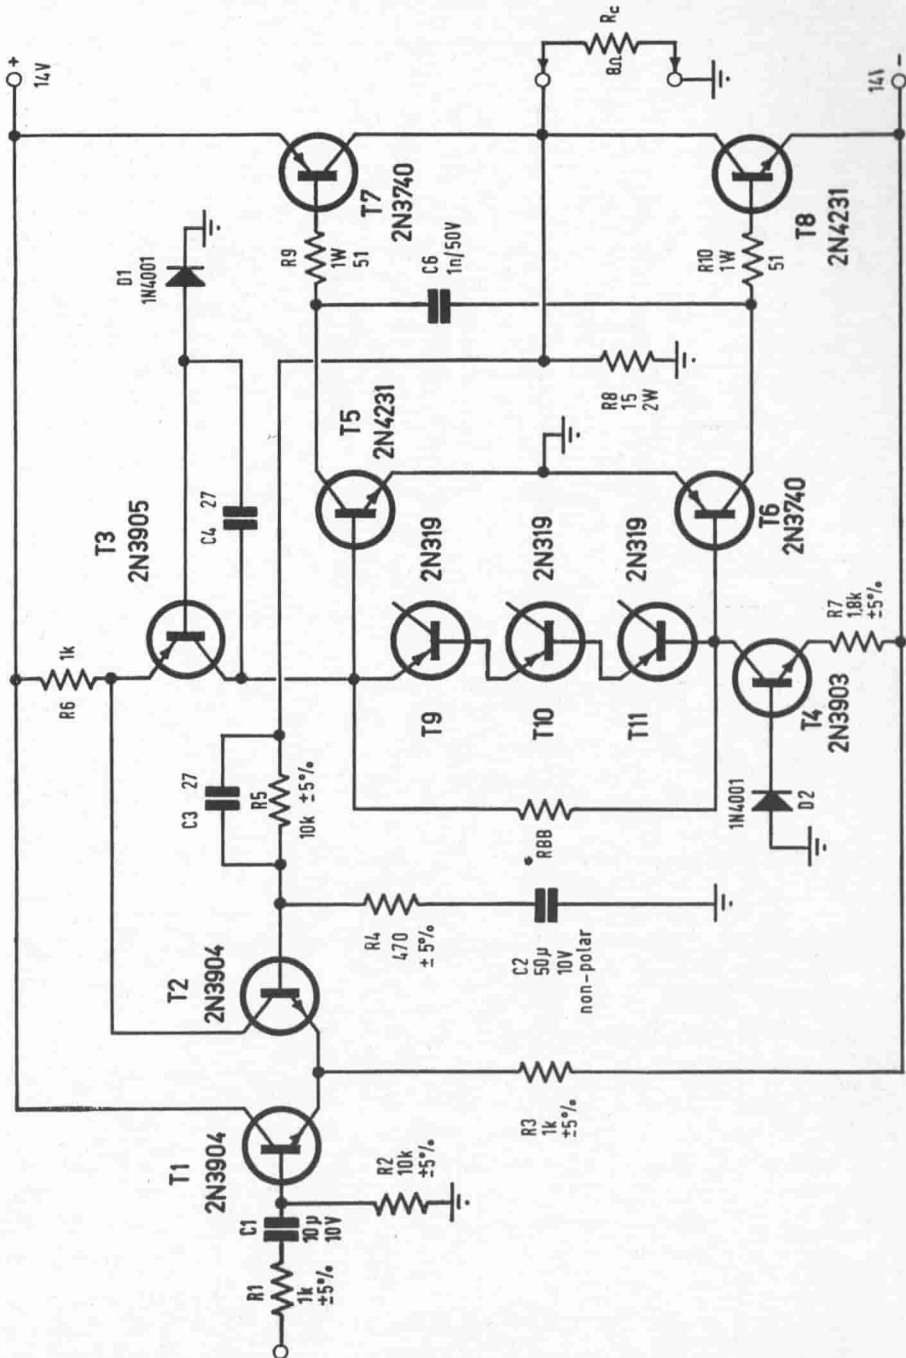 +
14V
R6
1k
T3
2N3905
D1
1N4001
C4 27
T7
2N3740
R9
1W
51
C6
1n/50V
Rc
8Ω
R10
1W
51
T8
2N4231
14V
−
T5
2N4231
R8
15
2W
T6
2N3740
2N319
2N319
2N319
T9
T10
T11
R7
1,8k
±5%
T4
2N3903
1N4001
D2
C3
27
R5
10k ±5%
* RBB
T2
2N3904
R4
470
±5%
C2
50µ
10V
non-polar
T1
2N3904
R3
1k
±5%
R2
10k
±5%
C1
10µ
10V
R1
1k
±5%